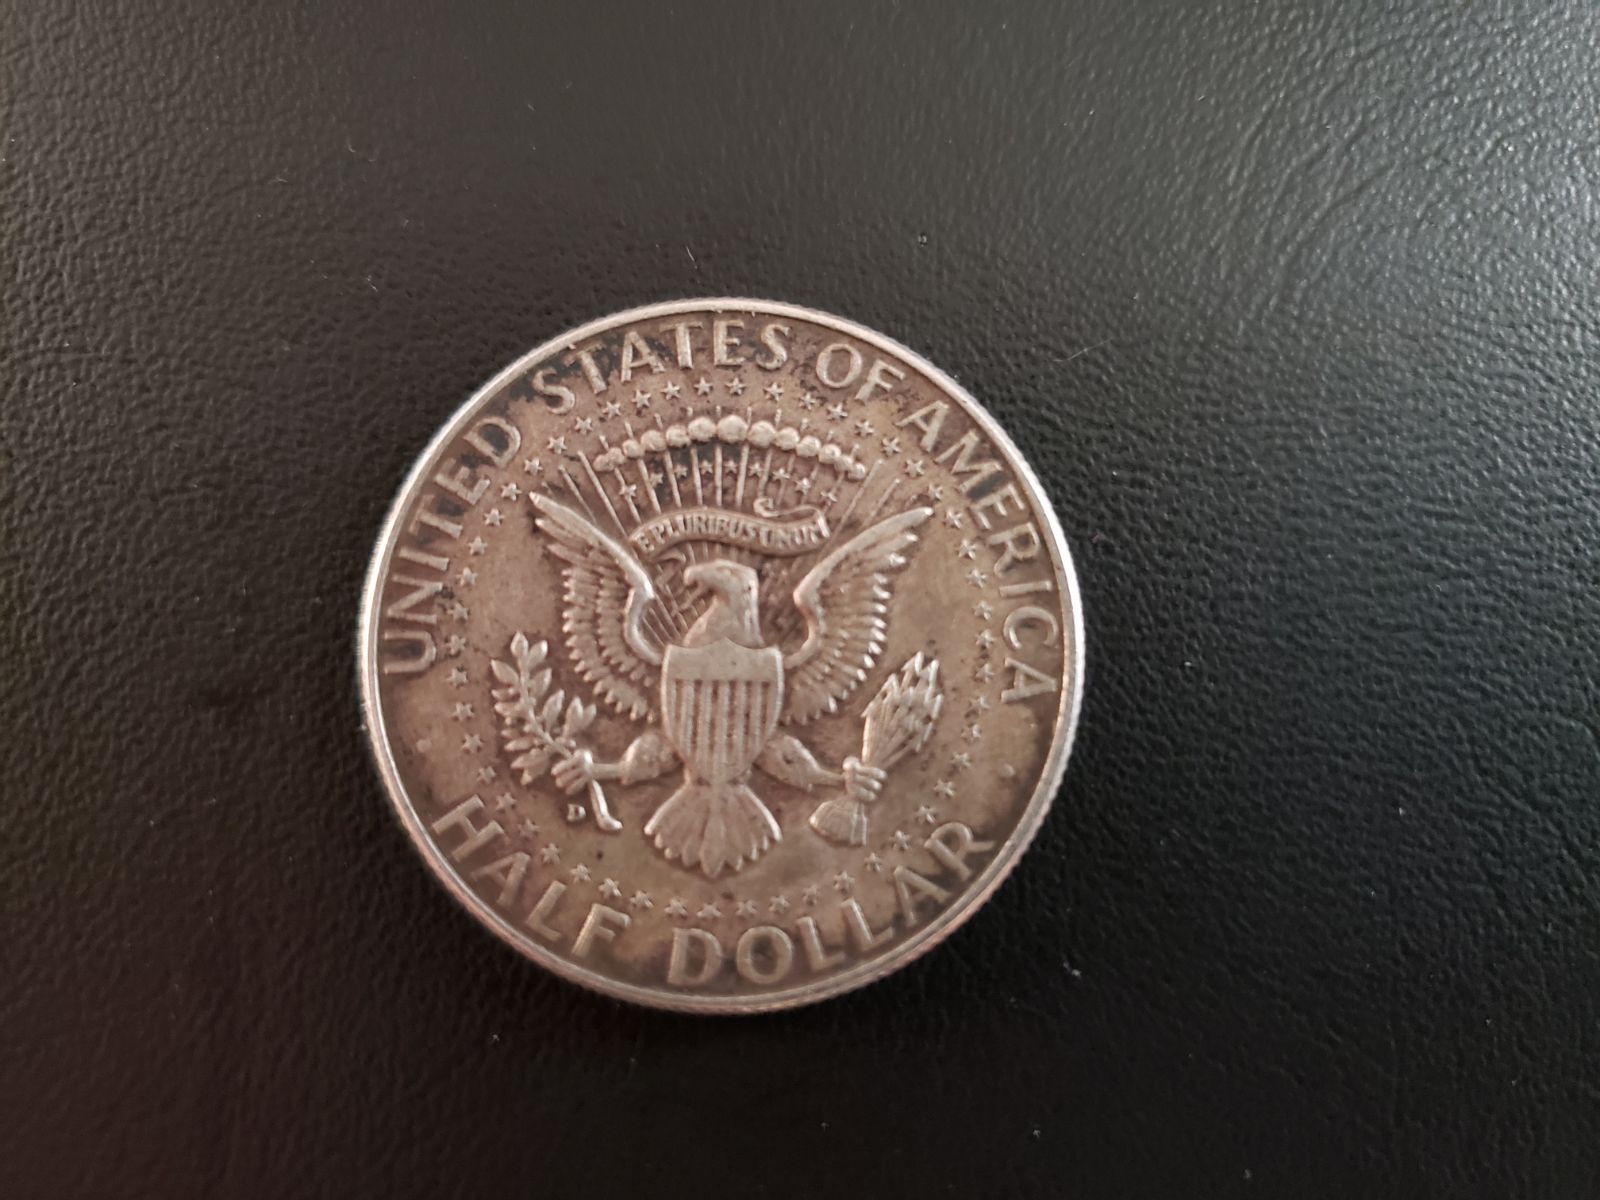 UNITED STATES OF AMERICA
E PLURIBUS UNUM
D
HALF DOLLAR